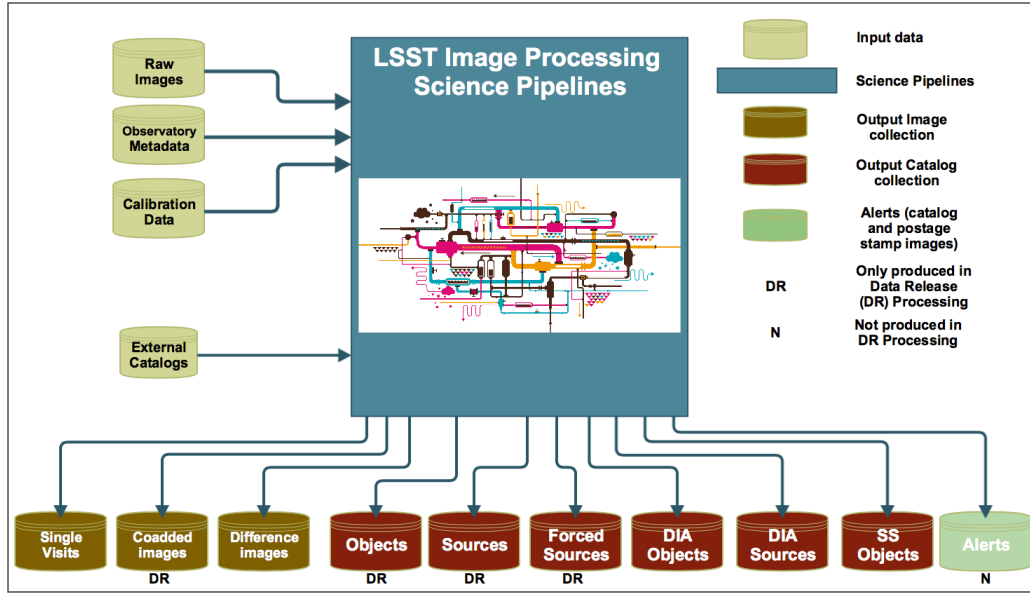 LSST Image Processing
Science Pipelines
Raw
Images
Observatory
Metadata
Calibration
Data
External
Catalogs
Input data
Science Pipelines
Output Image
collection
Output Catalog
collection
Alerts (catalog
and postage
stamp images)
DR
Only produced in
Data Release
(DR) Processing
N
Not produced in
DR Processing
Single
Visits
Coadded
images
DR
Difference
images
Objects
DR
Sources
DR
Forced
Sources
DR
DIA
Objects
DIA
Sources
SS
Objects
Alerts
N